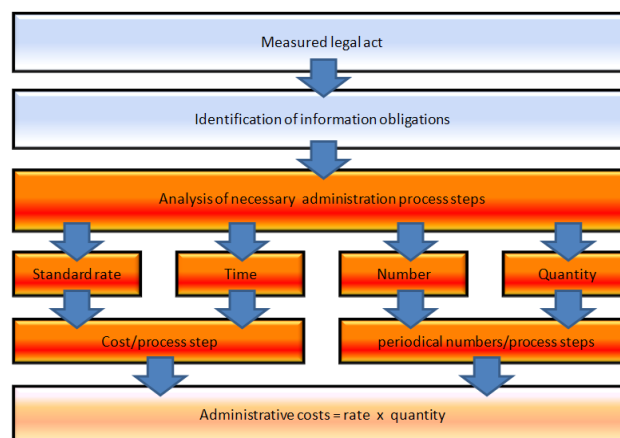 Measured legal act
Identification of information obligations
Analysis of necessary administration process steps
Standard rate
Time
Number
Quantity
Cost/process step
periodical numbers/process steps
Administrative costs = rate x quantity